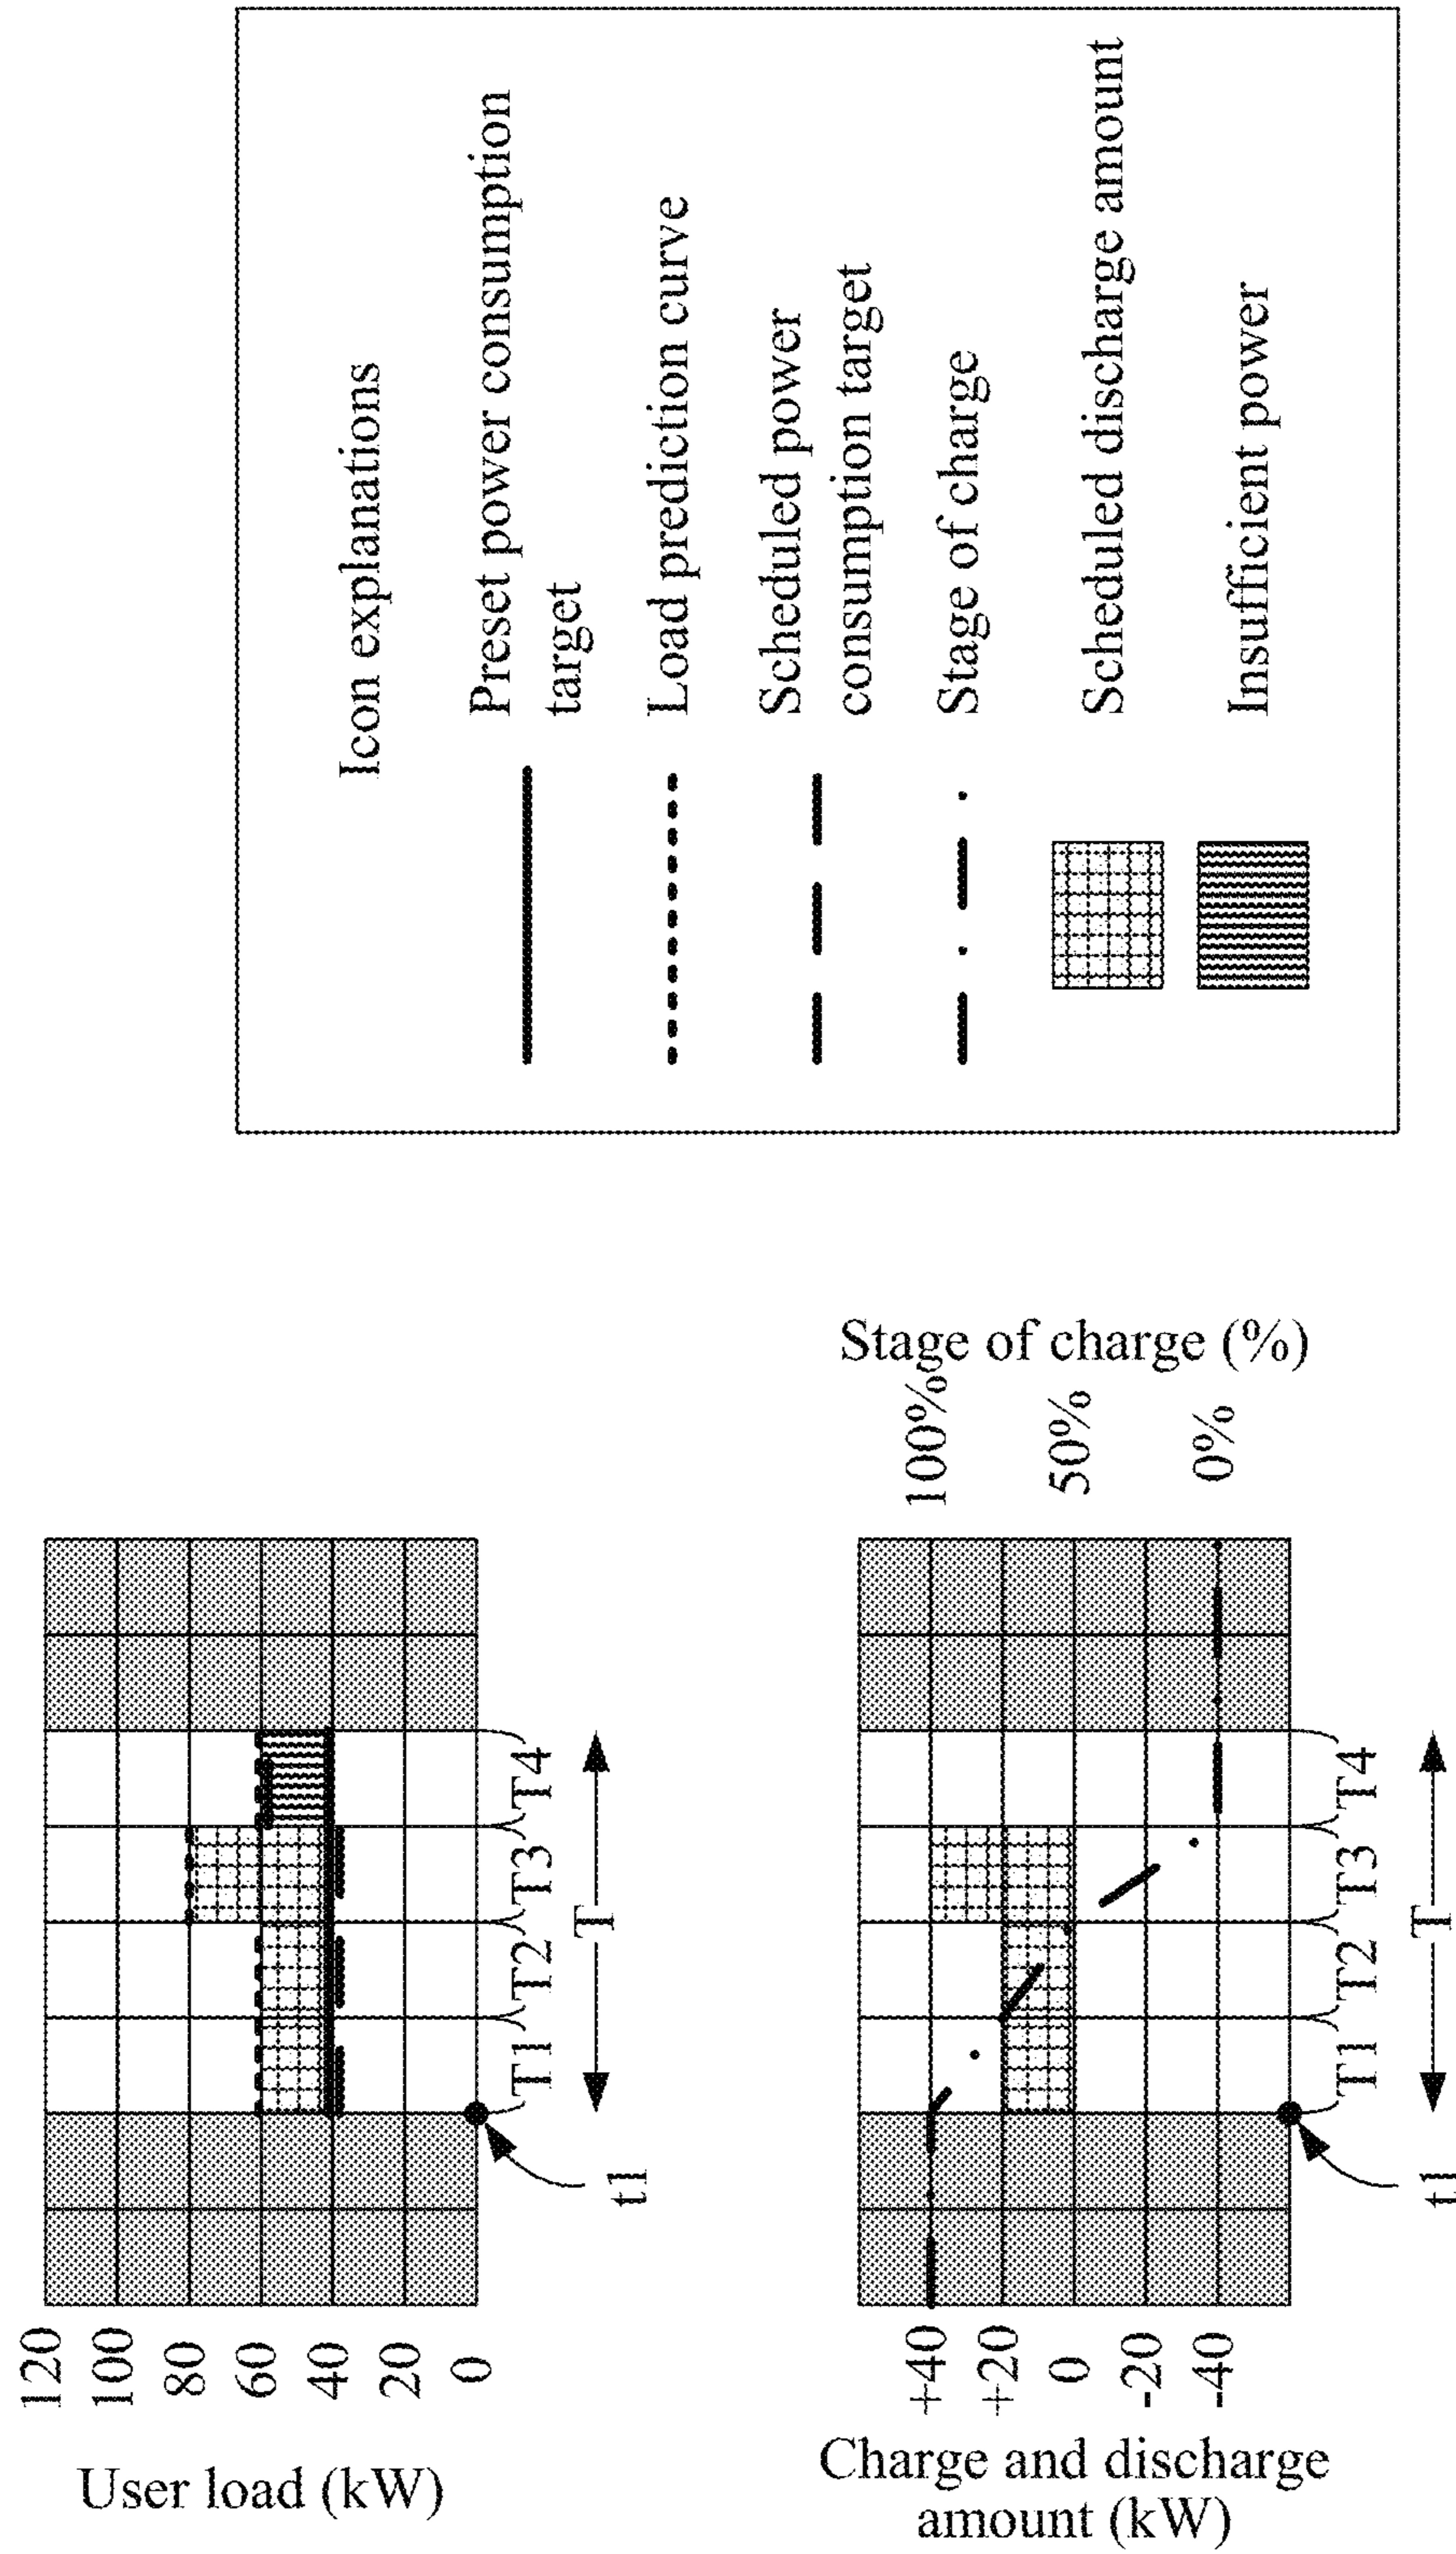 120
100
80
60
40
20
0
User load (kW)
T1
T2
T3
T4
T
t1
+40
+20
0
-20
-40
Charge and discharge
amount (kW)
100%
50%
0%
Stage of charge (%)
T1
T2
T3
T4
T
t1
Icon explanations
Preset power consumption
target
Load prediction curve
Scheduled power
consumption target
Stage of charge
Scheduled discharge amount
Insufficient power